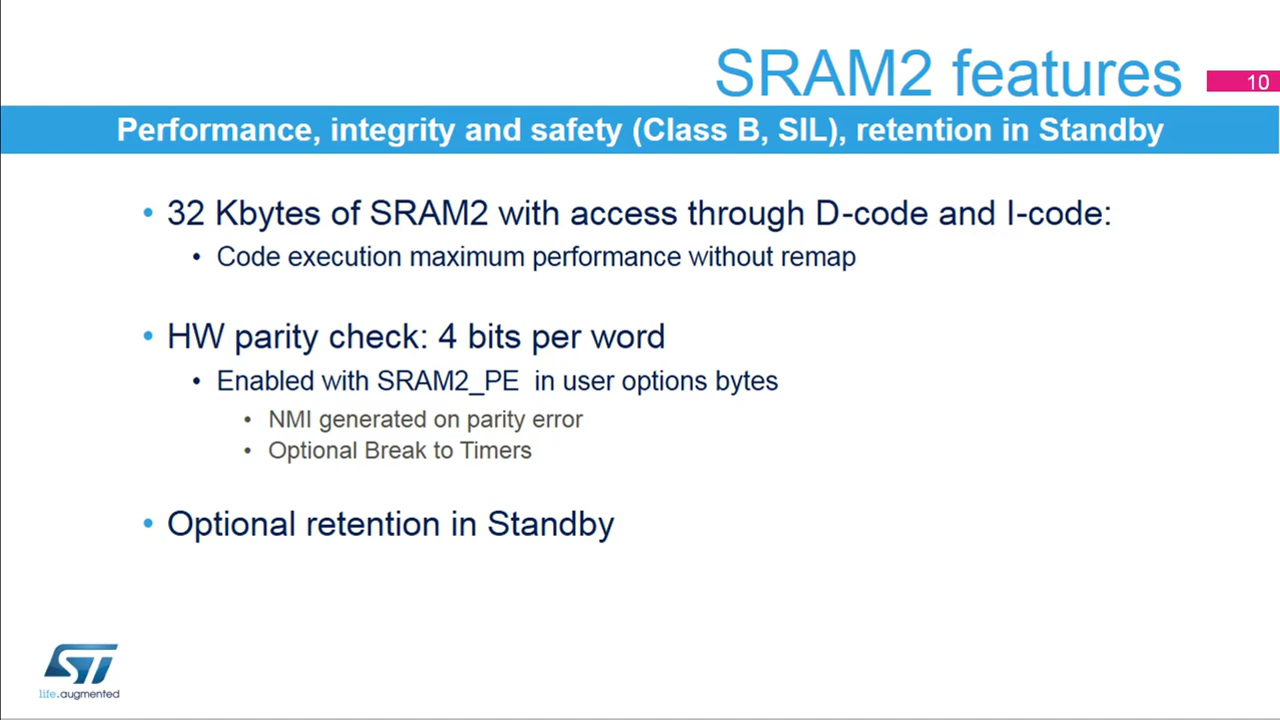 SRAM2 features
10
Performance, integrity and safety (Class B, SIL), retention in Standby
• 32 Kbytes of SRAM2 with access through D-code and I-code:
• Code execution maximum performance without remap
• HW parity check: 4 bits per word
• Enabled with SRAM2_PE in user options bytes
• NMI generated on parity error
• Optional Break to Timers
• Optional retention in Standby
ST
life.augmented